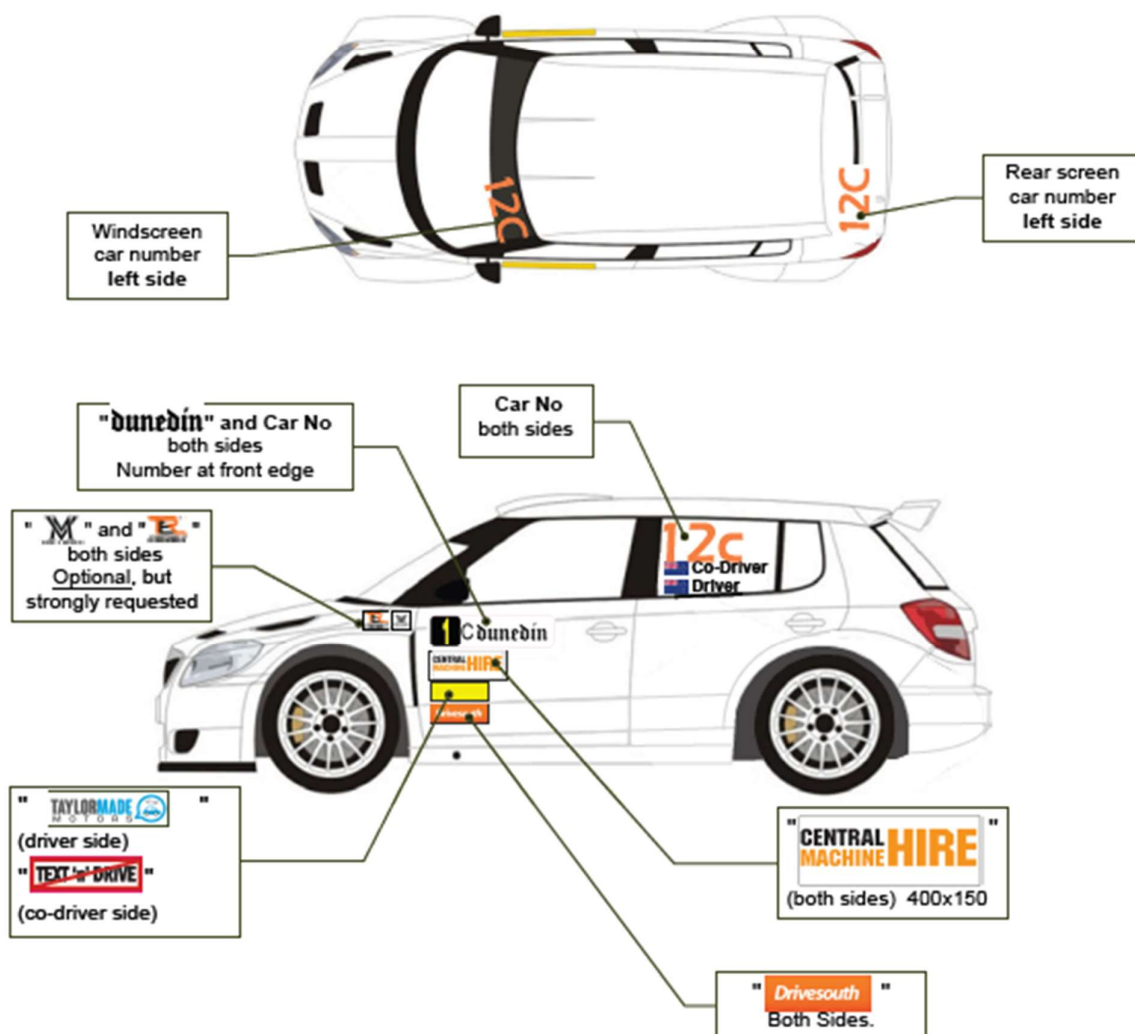 12C
12C
Windscreen
car number
left side
Rear screen
car number
left side
"dunedin" and Car No
both sides
Number at front edge
Car No
both sides
" " and " "
both sides
Optional, but
strongly requested
12c
Co-Driver
Driver
1 C dunedin
CENTRAL
MACHINE HIRE
Drivesouth
" TAYLORMADE "
MOTORS
(driver side)
" TEXT 'n' DRIVE "
(co-driver side)
" CENTRAL "
MACHINE HIRE
(both sides) 400x150
" Drivesouth "
Both Sides.